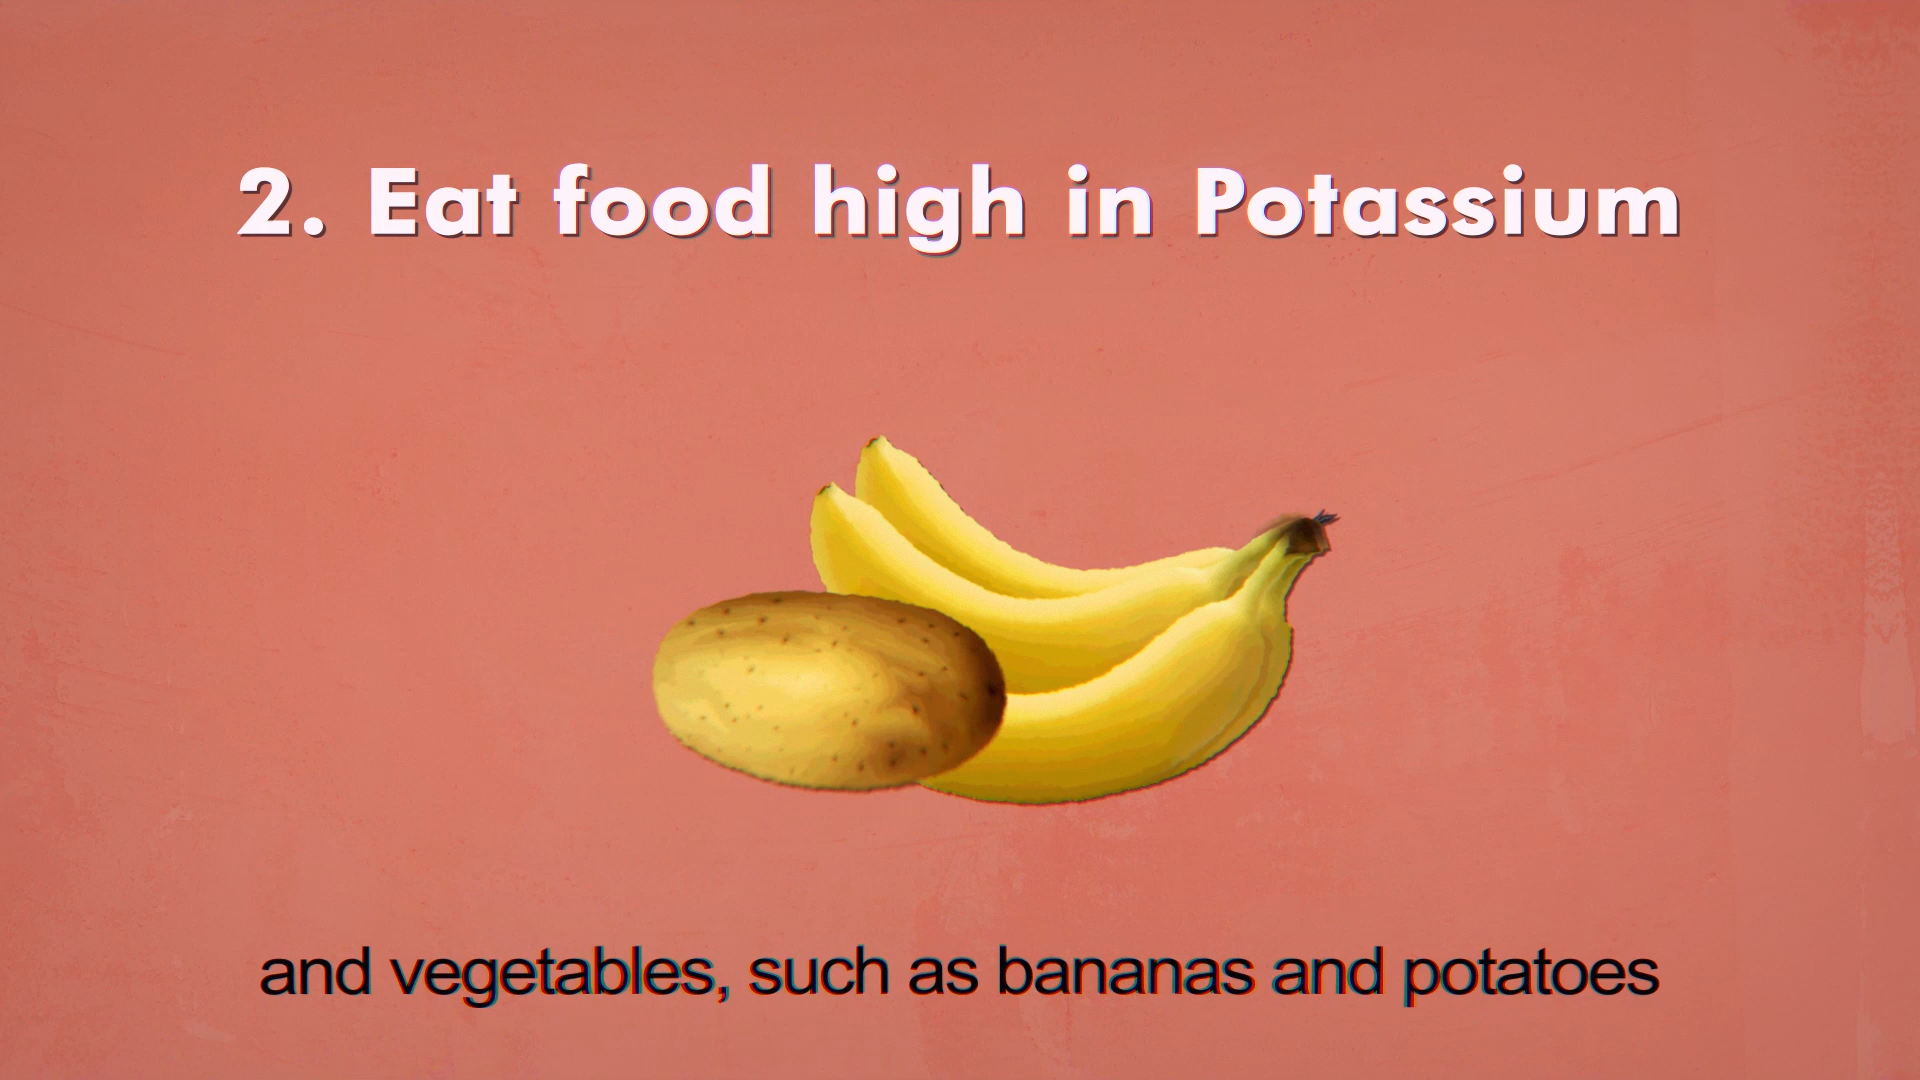 2. Eat food high in Potassium
and vegetables, such as bananas and potatoes